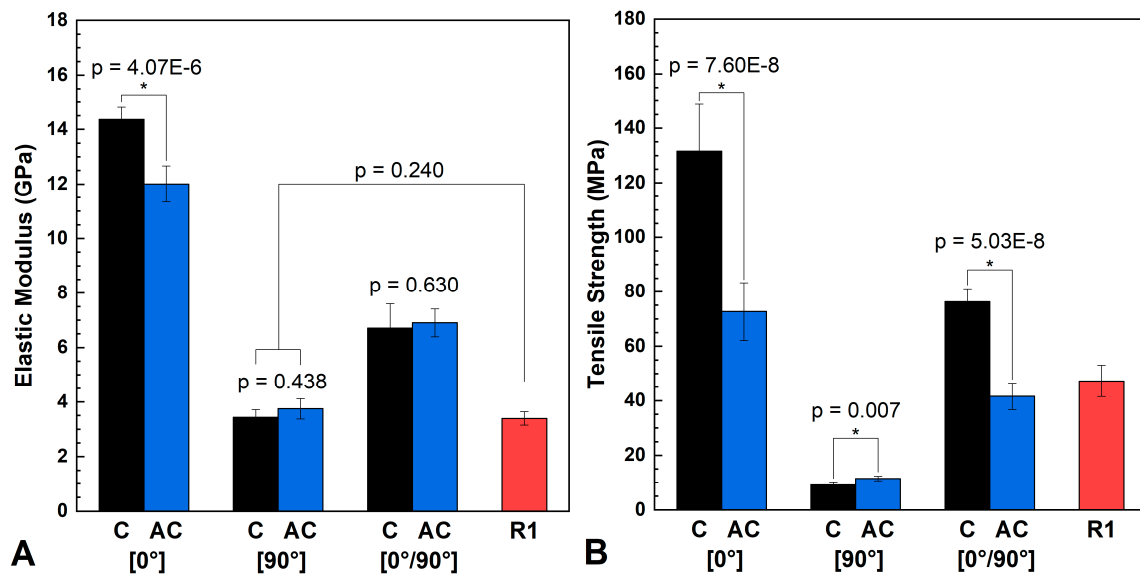 18
16
14
12
10
8
6
4
2
0
Elastic Modulus (GPa)
p = 4.07E-6
*
p = 0.240
p = 0.630
p = 0.438
C AC C AC C AC R1
[0°] [90°] [0°/90°]
A
180
160
140
120
100
80
60
40
20
0
Tensile Strength (MPa)
p = 7.60E-8
*
p = 5.03E-8
*
p = 0.007
*
C AC C AC C AC R1
[0°] [90°] [0°/90°]
B